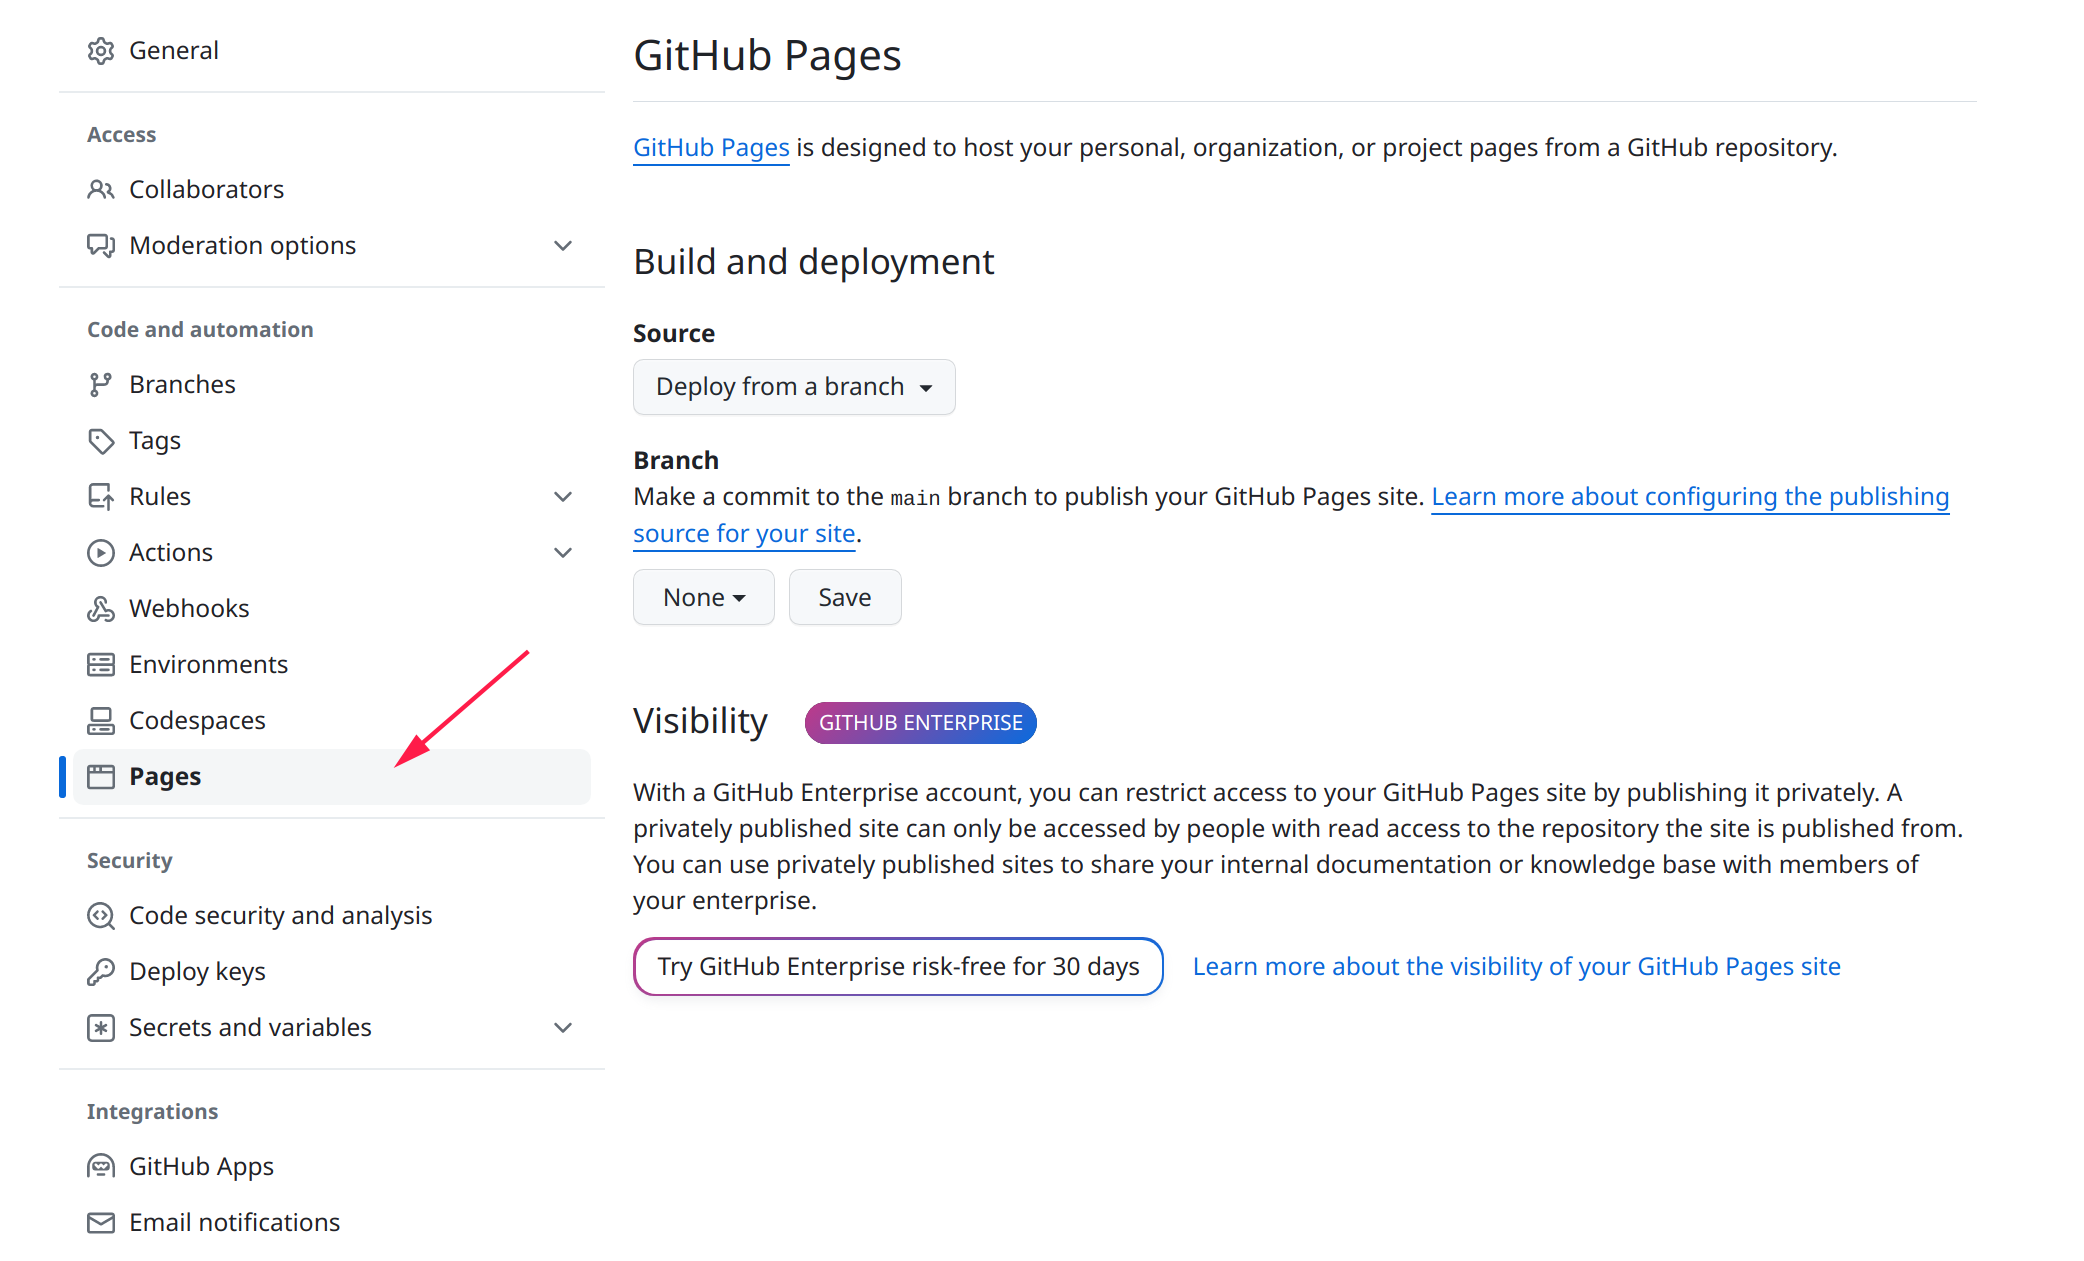 General
Access
Collaborators
Moderation options
Code and automation
Branches
Tags
Rules
Actions
Webhooks
Environments
Codespaces
Pages
Security
Code security and analysis
Deploy keys
Secrets and variables
Integrations
GitHub Apps
Email notifications
GitHub Pages
GitHub Pages is designed to host your personal, organization, or project pages from a GitHub repository.
Build and deployment
Source
Deploy from a branch
Branch
Make a commit to the main branch to publish your GitHub Pages site. Learn more about configuring the publishing
source for your site.
None Save
Visibility GITHUB ENTERPRISE
With a GitHub Enterprise account, you can restrict access to your GitHub Pages site by publishing it privately. A
privately published site can only be accessed by people with read access to the repository the site is published from.
You can use privately published sites to share your internal documentation or knowledge base with members of
your enterprise.
Try GitHub Enterprise risk-free for 30 days Learn more about the visibility of your GitHub Pages site